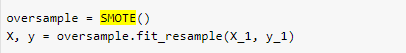 oversample = SMOTE()
X, y = oversample.fit_resample(X_1, y_1)